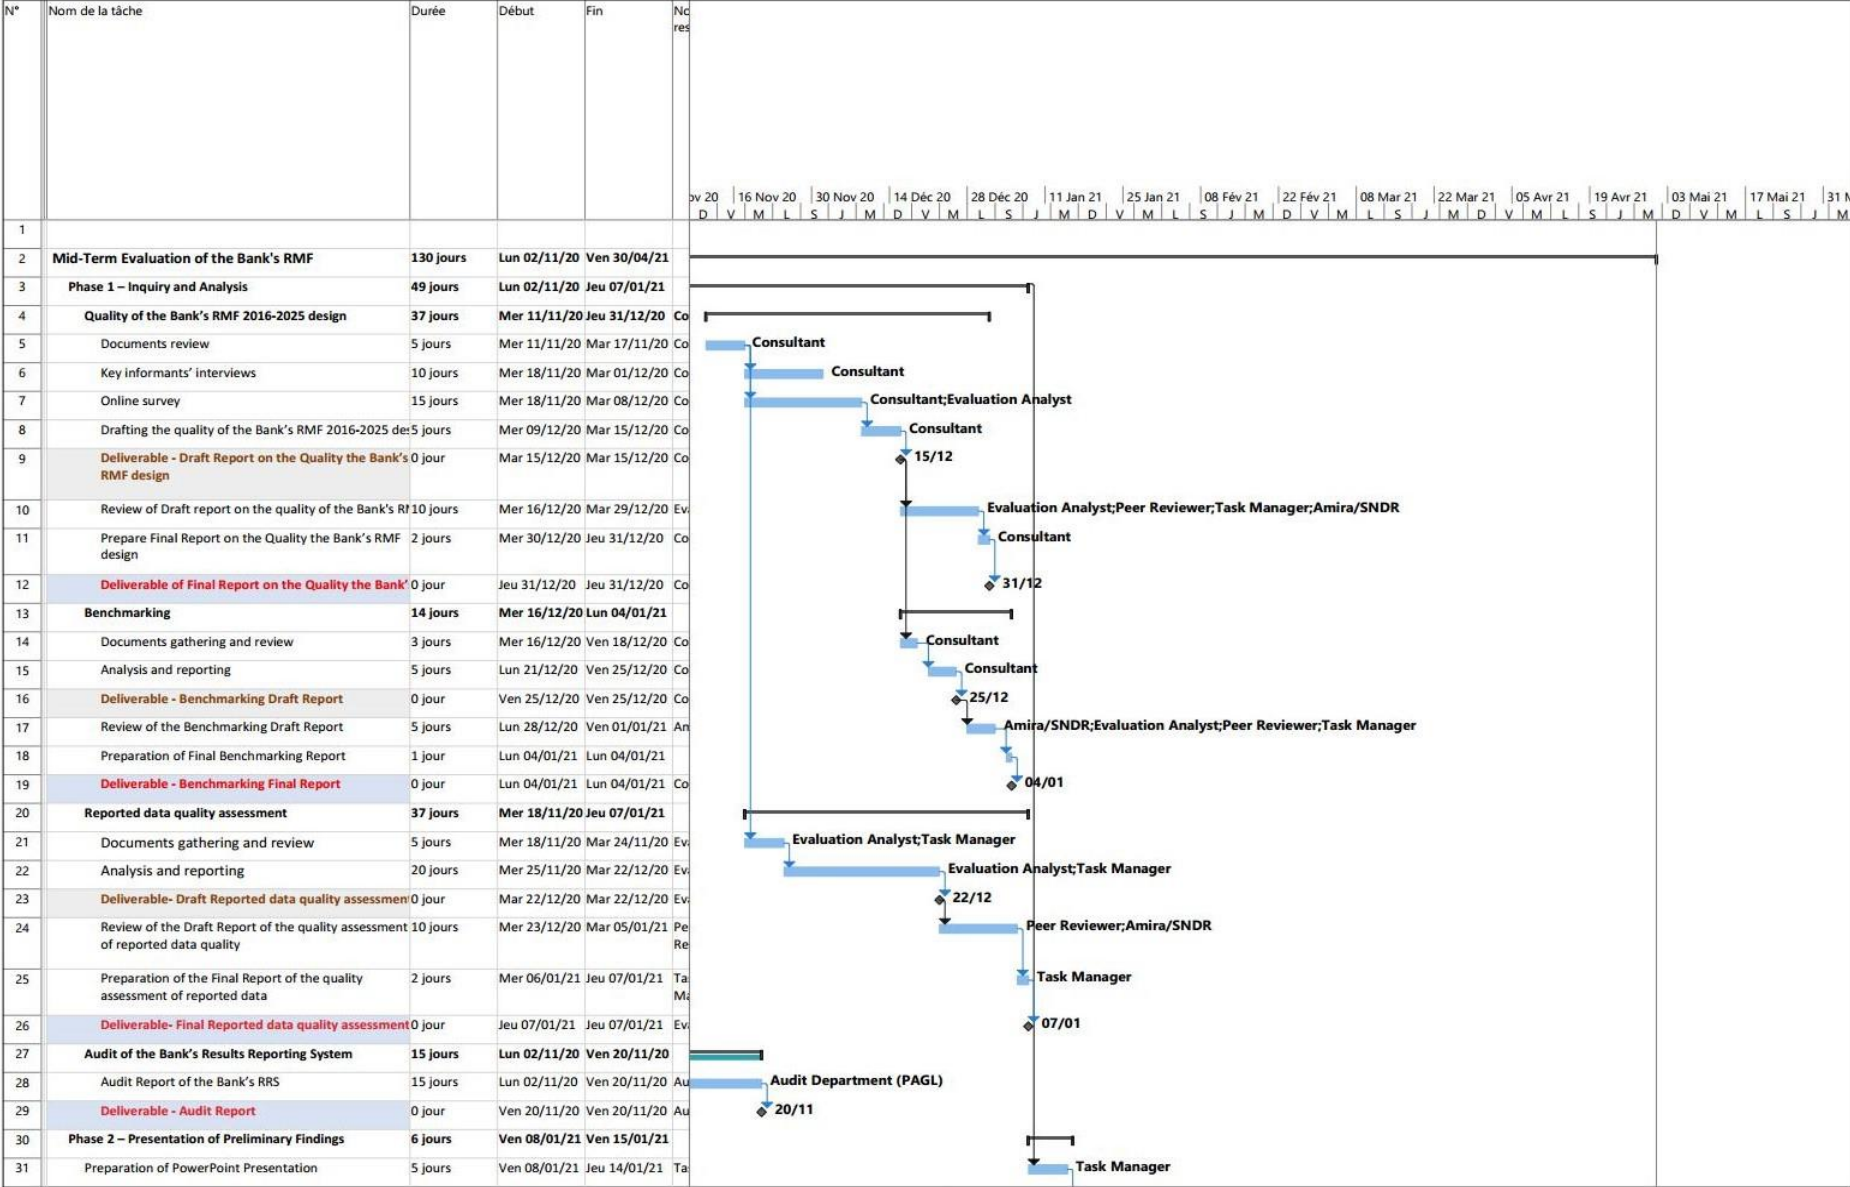 N° Nom de la tâche Durée Début Fin No
res
ov 20 16 Nov 20 30 Nov 20 14 Déc 20 28 Déc 20 11 Jan 21 25 Jan 21 08 Fév 21 22 Fév 21 08 Mar 21 22 Mar 21 05 Avr 21 19 Avr 21 03 Mai 21 17 Mai 21 31 M
D V M L S J M D V M L S J M D V M L S J M D V M L S J M D V M L S J M D V M L S J M
1
2 Mid-Term Evaluation of the Bank's RMF 130 jours Lun 02/11/20 Ven 30/04/21
3 Phase 1 – Inquiry and Analysis 49 jours Lun 02/11/20 Jeu 07/01/21
4 Quality of the Bank’s RMF 2016-2025 design 37 jours Mer 11/11/20 Jeu 31/12/20 Co
5 Documents review 5 jours Mer 11/11/20 Mar 17/11/20 Co Consultant
6 Key informants’ interviews 10 jours Mer 18/11/20 Mar 01/12/20 Co Consultant
7 Online survey 15 jours Mer 18/11/20 Mar 08/12/20 Co Consultant;Evaluation Analyst
8 Drafting the quality of the Bank’s RMF 2016-2025 des 5 jours Mer 09/12/20 Mar 15/12/20 Co Consultant
9 Deliverable - Draft Report on the Quality the Bank’s 0 jour Mar 15/12/20 Mar 15/12/20 Co 15/12
RMF design
10 Review of Draft report on the quality of the Bank's RM 10 jours Mer 16/12/20 Mar 29/12/20 Eva Evaluation Analyst;Peer Reviewer;Task Manager;Amira/SNDR
11 Prepare Final Report on the Quality the Bank’s RMF 2 jours Mer 30/12/20 Jeu 31/12/20 Co Consultant
design
12 Deliverable of Final Report on the Quality the Bank’ 0 jour Jeu 31/12/20 Jeu 31/12/20 Co 31/12
13 Benchmarking 14 jours Mer 16/12/20 Lun 04/01/21
14 Documents gathering and review 3 jours Mer 16/12/20 Ven 18/12/20 Co Consultant
15 Analysis and reporting 5 jours Lun 21/12/20 Ven 25/12/20 Co Consultant
16 Deliverable - Benchmarking Draft Report 0 jour Ven 25/12/20 Ven 25/12/20 Co 25/12
17 Review of the Benchmarking Draft Report 5 jours Lun 28/12/20 Ven 01/01/21 Am Amira/SNDR;Evaluation Analyst;Peer Reviewer;Task Manager
18 Preparation of Final Benchmarking Report 1 jour Lun 04/01/21 Lun 04/01/21
19 Deliverable - Benchmarking Final Report 0 jour Lun 04/01/21 Lun 04/01/21 Co 04/01
20 Reported data quality assessment 37 jours Mer 18/11/20 Jeu 07/01/21
21 Documents gathering and review 5 jours Mer 18/11/20 Mar 24/11/20 Eva Evaluation Analyst;Task Manager
22 Analysis and reporting 20 jours Mer 25/11/20 Mar 22/12/20 Eva Evaluation Analyst;Task Manager
23 Deliverable- Draft Reported data quality assessment 0 jour Mar 22/12/20 Mar 22/12/20 Eva 22/12
24 Review of the Draft Report of the quality assessment 10 jours Mer 23/12/20 Mar 05/01/21 Pe Peer Reviewer;Amira/SNDR
of reported data quality Re
25 Preparation of the Final Report of the quality 2 jours Mer 06/01/21 Jeu 07/01/21 Tas Task Manager
assessment of reported data Ma
26 Deliverable- Final Reported data quality assessment 0 jour Jeu 07/01/21 Jeu 07/01/21 Eva 07/01
27 Audit of the Bank’s Results Reporting System 15 jours Lun 02/11/20 Ven 20/11/20
28 Audit Report of the Bank’s RRS 15 jours Lun 02/11/20 Ven 20/11/20 Au Audit Department (PAGL)
29 Deliverable - Audit Report 0 jour Ven 20/11/20 Ven 20/11/20 Au 20/11
30 Phase 2 – Presentation of Preliminary Findings 6 jours Ven 08/01/21 Ven 15/01/21
31 Preparation of PowerPoint Presentation 5 jours Ven 08/01/21 Jeu 14/01/21 Tas Task Manager